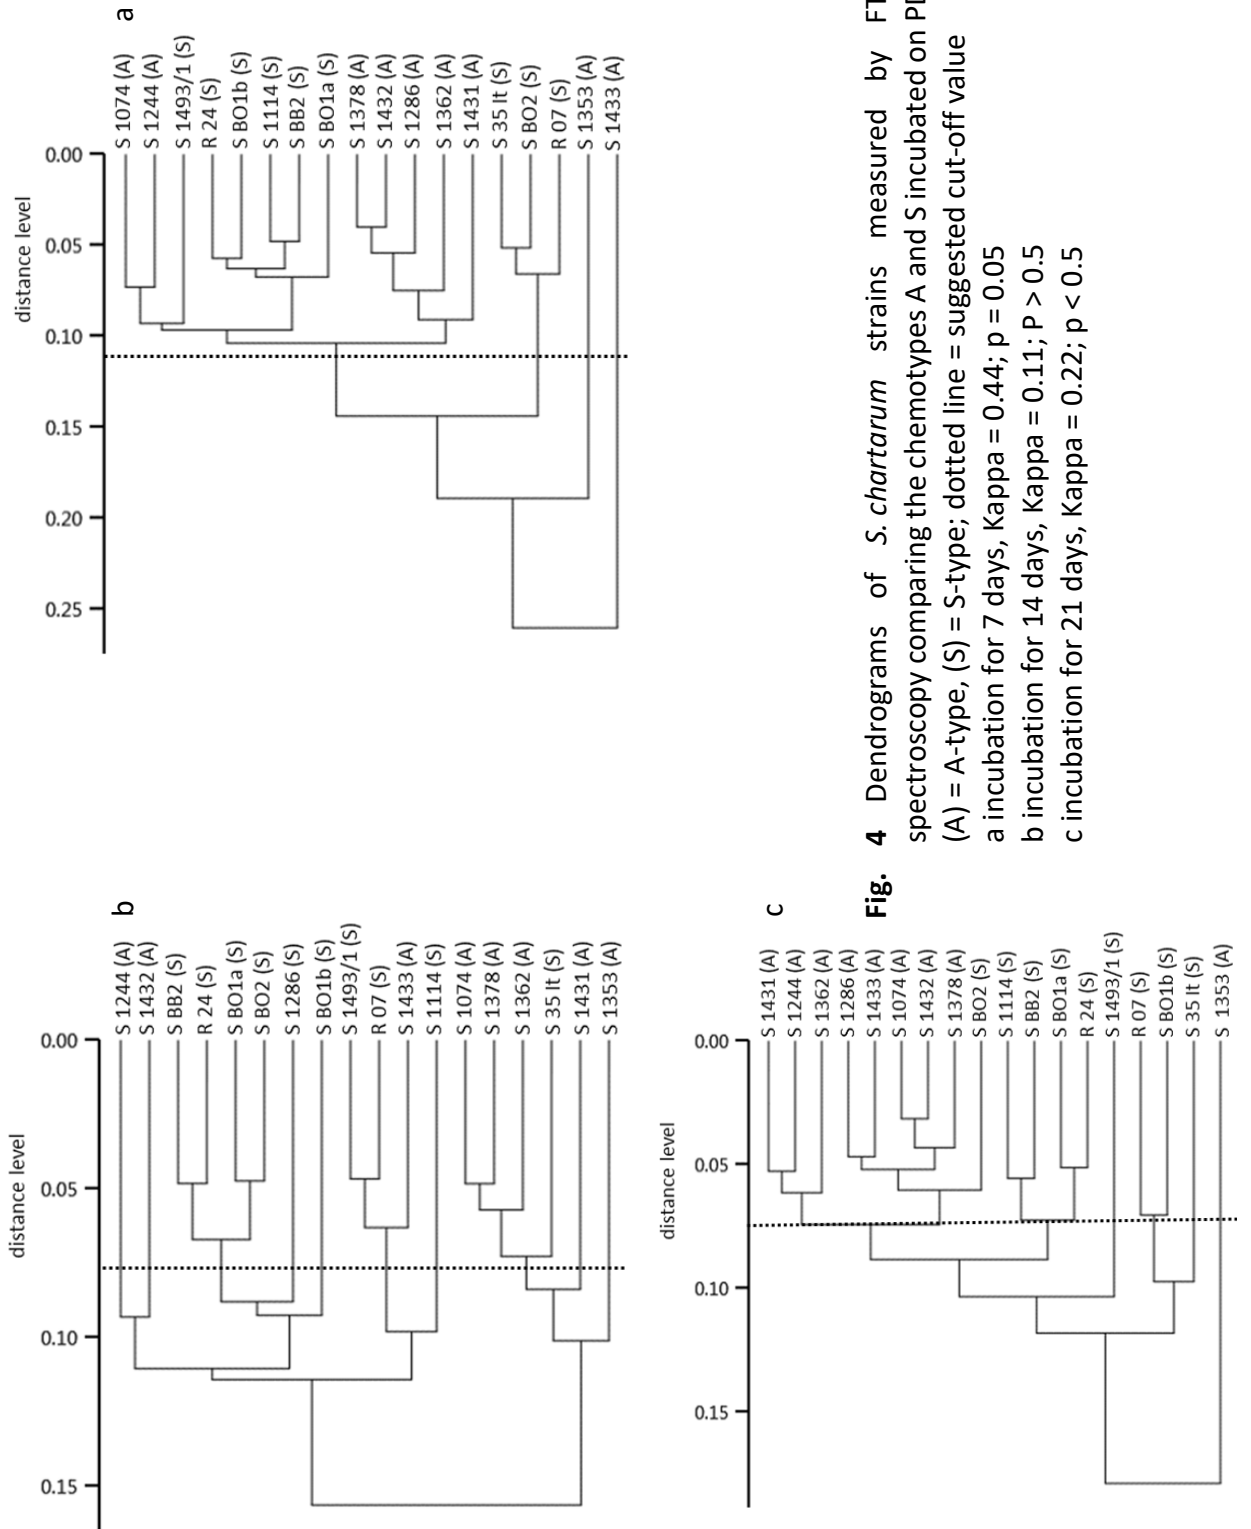 a
distance level
0.00
0.05
0.10
0.15
0.20
0.25
S 1074 (A)
S 1244 (A)
S 1493/1 (S)
R 24 (S)
S BO1b (S)
S 1114 (S)
S BB2 (S)
S BO1a (S)
S 1378 (A)
S 1432 (A)
S 1286 (A)
S 1362 (A)
S 1431 (A)
S 35 lt (S)
S BO2 (S)
R 07 (S)
S 1353 (A)
S 1433 (A)
b
distance level
0.00
0.05
0.10
0.15
S 1244 (A)
S 1432 (A)
S BB2 (S)
R 24 (S)
S BO1a (S)
S BO2 (S)
S 1286 (S)
S BO1b (S)
S 1493/1 (S)
R 07 (S)
S 1433 (A)
S 1114 (S)
S 1074 (A)
S 1378 (A)
S 1362 (A)
S 35 lt (S)
S 1431 (A)
S 1353 (A)
c
distance level
0.00
0.05
0.10
0.15
S 1431 (A)
S 1244 (A)
S 1362 (A)
S 1286 (A)
S 1433 (A)
S 1074 (A)
S 1432 (A)
S 1378 (A)
S BO2 (S)
S 1114 (S)
S BB2 (S)
S BO1a (S)
R 24 (S)
S 1493/1 (S)
R 07 (S)
S BO1b (S)
S 35 lt (S)
S 1353 (A)
Fig. 4 Dendrograms of S. chartarum strains measured by FT
spectroscopy comparing the chemotypes A and S incubated on
(A) = A-type, (S) = S-type; dotted line = suggested cut-off value
a incubation for 7 days, Kappa = 0.44; p = 0.05
b incubation for 14 days, Kappa = 0.11; P > 0.5
c incubation for 21 days, Kappa = 0.22; p < 0.5